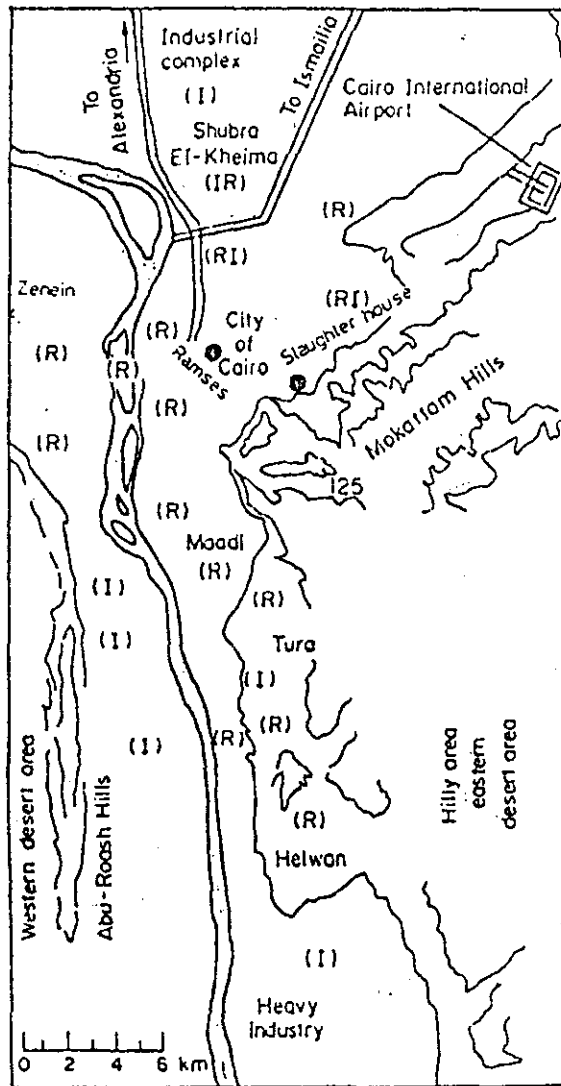 Industrial
complex
(I)
To
Alexandria
To Ismailia
Cairo International
Airport
Shubra
El-Kheima
(IR)
(R)
(RI)
Zenein
(RI)
(R)
City
of
Cairo
Slaughter house
(R)
(R)
Ramses
(R)
Mokattam Hills
(R)
125
(R)
Maadi
(R)
(I)
(R)
(I)
Tura
(I)
(R)
(R)
(I)
Western desert area
Abu-Roash Hills
Hilly area
eastern
desert area
(R)
Helwan
(I)
Heavy
Industry
0 2 4 6
km